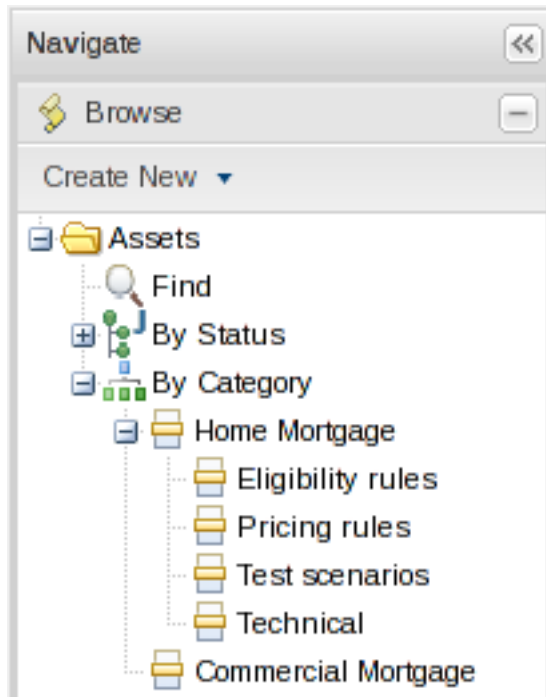 Navigate
Browse
Create New
Assets
Find
By Status
By Category
Home Mortgage
Eligibility rules
Pricing rules
Test scenarios
Technical
Commercial Mortgage